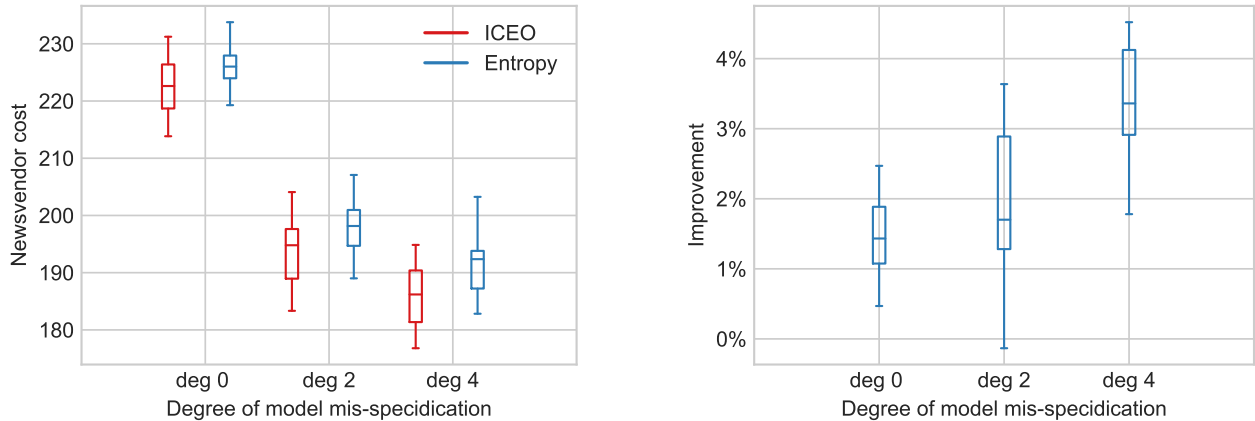 Newsvendor cost
230
220
210
200
190
180
ICEO
Entropy
deg 0
deg 2
deg 4
Degree of model mis-specidication
Improvement
4%
3%
2%
1%
0%
deg 0
deg 2
deg 4
Degree of model mis-specidication